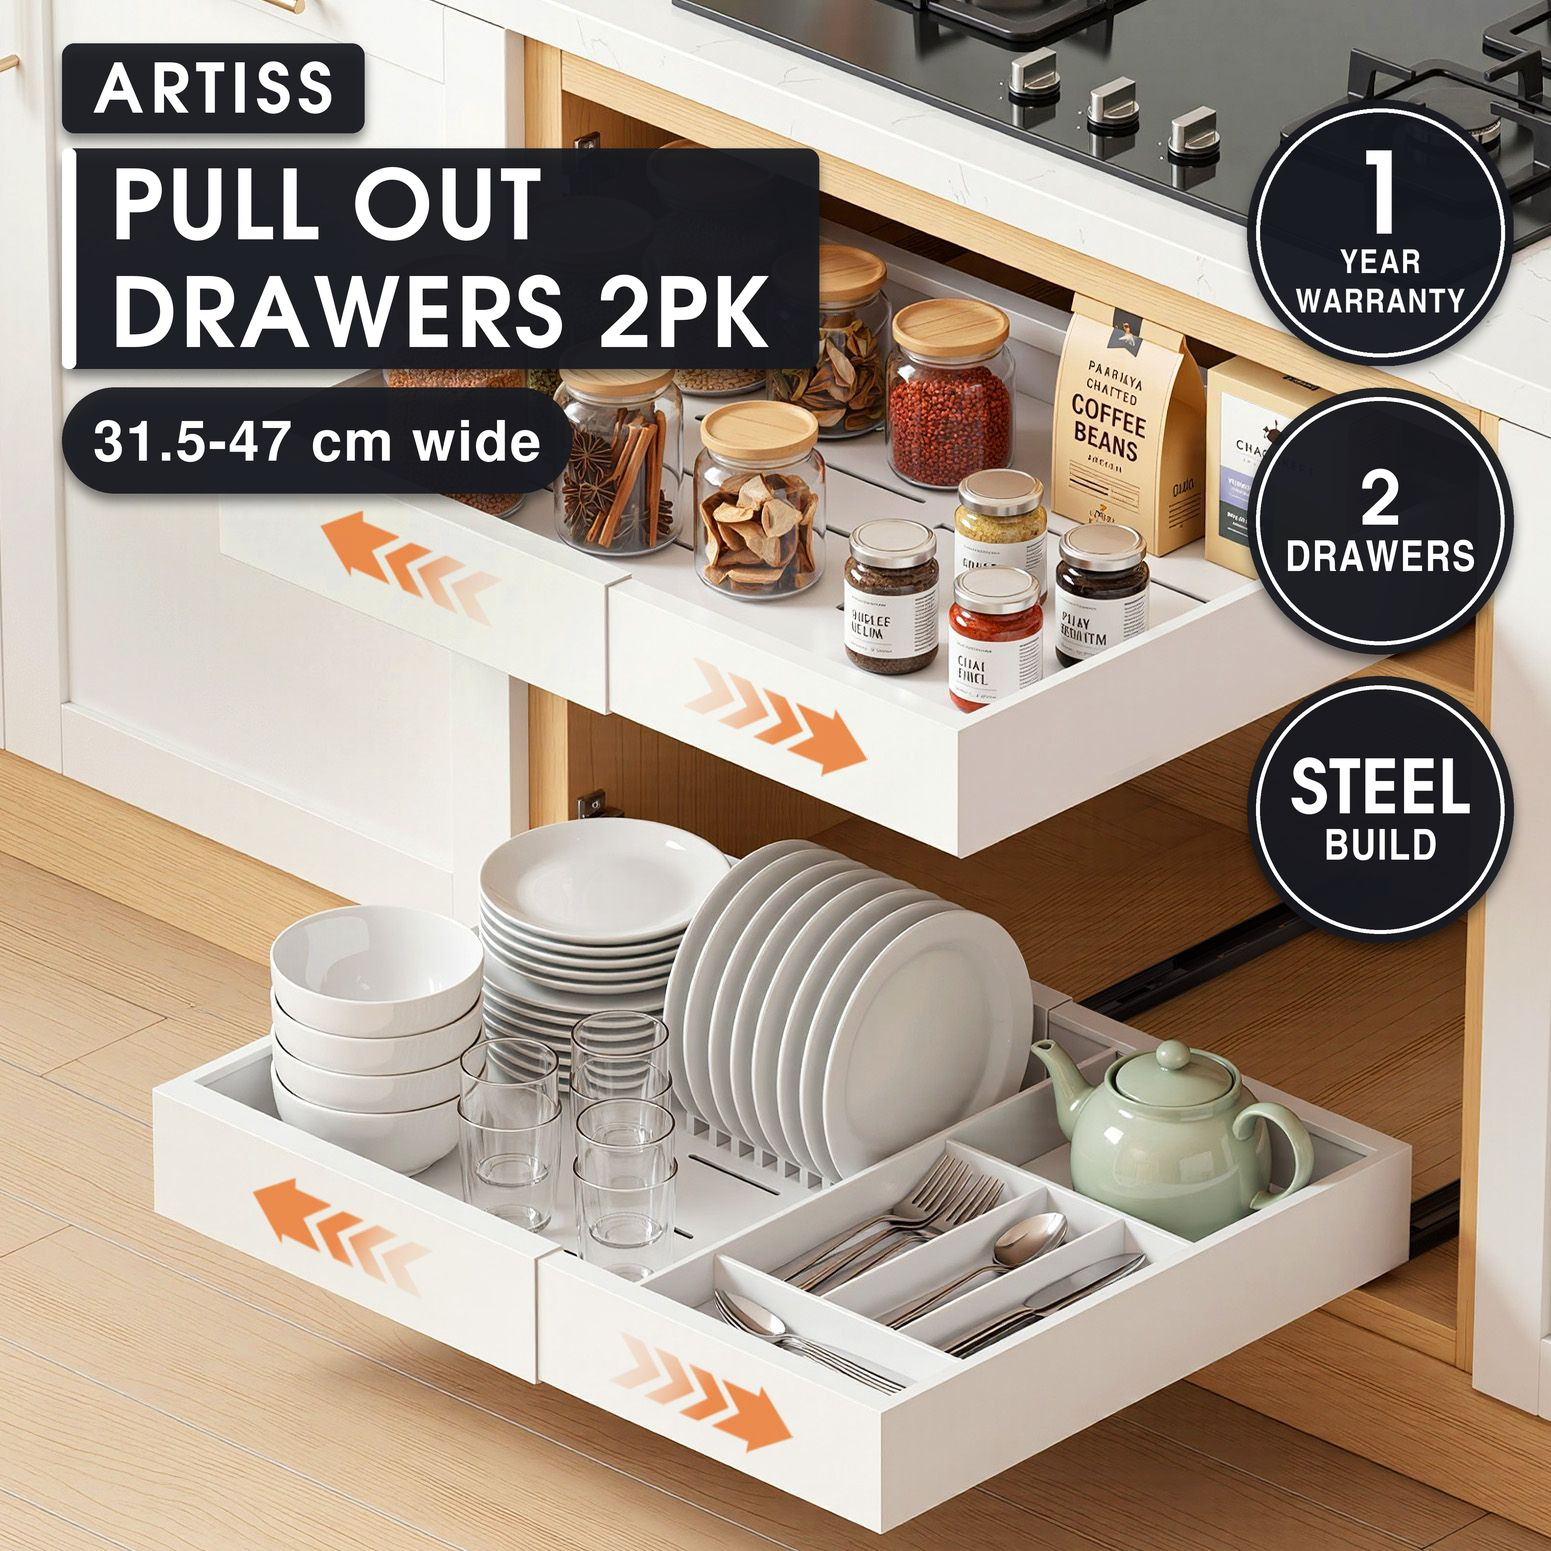 ARTISS
PULL OUT
DRAWERS 2PK
31.5-47 cm wide
1
YEAR
WARRANTY
2
DRAWERS
STEEL
BUILD
COFFEE
BEANS